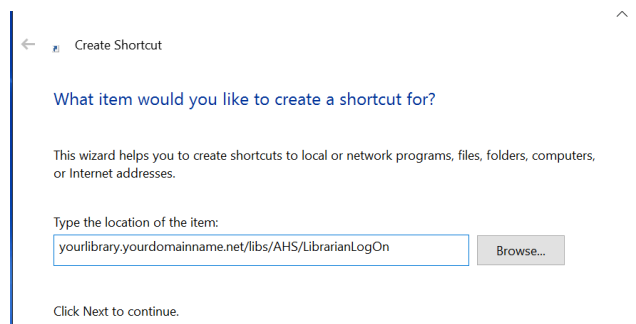 Create Shortcut
What item would you like to create a shortcut for?
This wizard helps you to create shortcuts to local or network programs, files, folders, computers,
or Internet addresses.
Type the location of the item:
yourlibrary.yourdomainname.net/libs/AHS/LibrarianLogOn
Browse...
Click Next to continue.